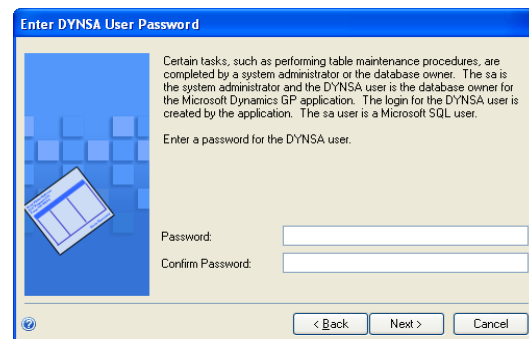 Enter DYNSA User Password
Certain tasks, such as performing table maintenance procedures, are
completed by a system administrator or the database owner. The sa is
the system administrator and the DYNSA user is the database owner for
the Microsoft Dynamics GP application. The login for the DYNSA user is
created by the application. The sa user is a Microsoft SQL user.
Enter a password for the DYNSA user.
Password:
Confirm Password:
?
< Back
Next >
Cancel